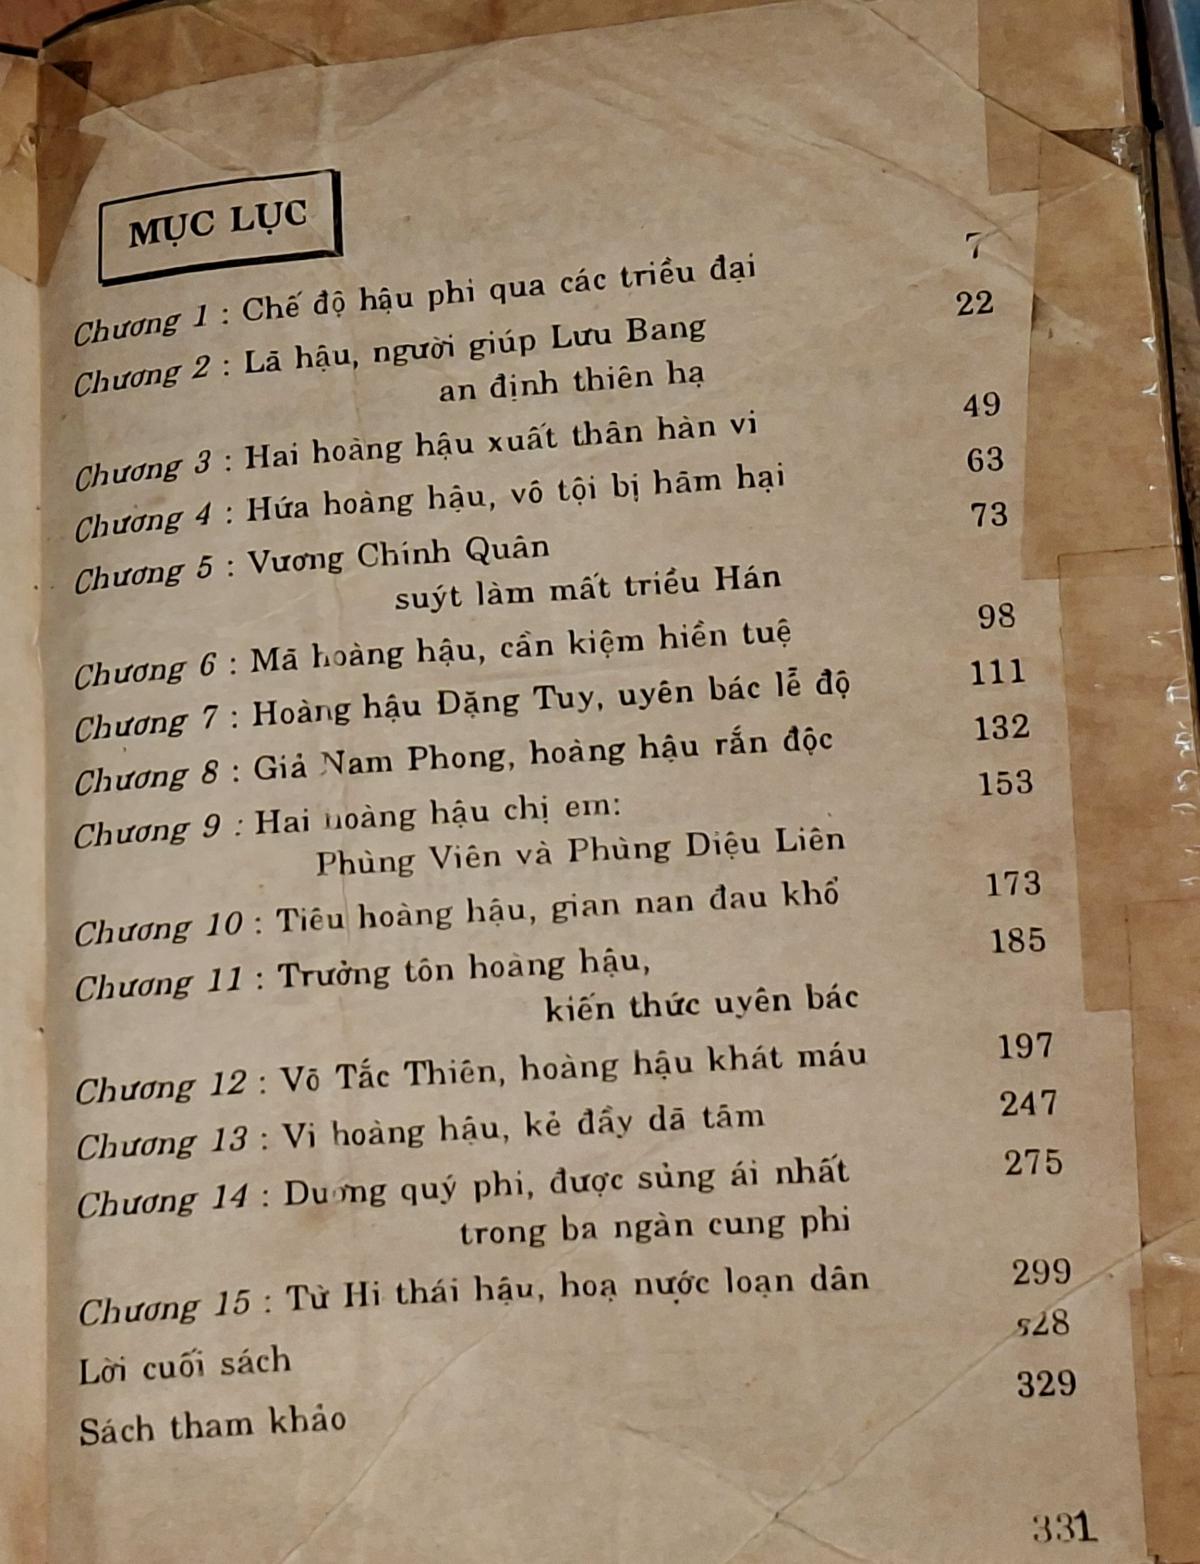 MỤC LỤC
Chương 1 : Chế độ hậu phi qua các triều đại 7
Chương 2 : Lã hậu, người giúp Lưu Bang 22
an định thiên hạ
Chương 3 : Hai hoàng hậu xuất thân hàn vi 49
Chương 4 : Hứa hoàng hậu, vô tội bị hãm hại 63
Chương 5 : Vương Chính Quân 73
suýt làm mất triều Hán
Chương 6 : Mã hoàng hậu, cần kiệm hiền tuệ 98
Chương 7 : Hoàng hậu Đặng Tuy, uyên bác lễ độ 111
Chương 8 : Giả Nam Phong, hoàng hậu rắn độc 132
Chương 9 : Hai hoàng hậu chị em: 153
Phùng Viên và Phùng Diệu Liên
Chương 10 : Tiêu hoàng hậu, gian nan đau khổ 173
Chương 11 : Trưởng tôn hoàng hậu, 185
kiến thức uyên bác
Chương 12 : Võ Tắc Thiên, hoàng hậu khát máu 197
Chương 13 : Vi hoàng hậu, kẻ đầy dã tâm 247
Chương 14 : Dương quý phi, được sủng ái nhất 275
trong ba ngàn cung phi
Chương 15 : Từ Hi thái hậu, hoạ nước loạn dân 299
Lời cuối sách 328
Sách tham khảo 329
331